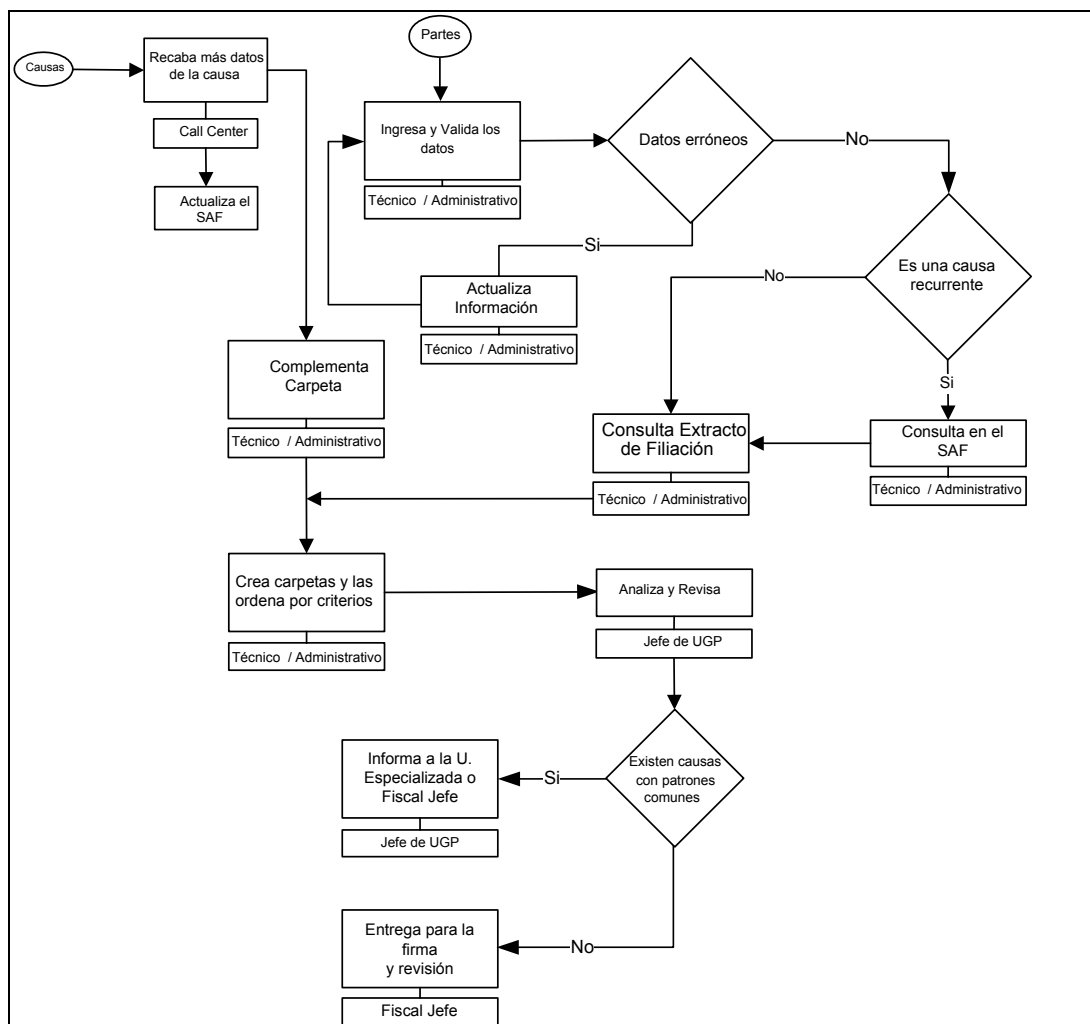 Causas
Recaba más datos
de la causa
Call Center
Actualiza el
SAF
Partes
Ingresa y Valida los
datos
Técnico / Administrativo
Datos erróneos
No
Si
Actualiza
Información
Técnico / Administrativo
Es una causa
recurrente
No
Si
Consulta en el
SAF
Técnico / Administrativo
Consulta Extracto
de Filiación
Técnico / Administrativo
Complementa
Carpeta
Técnico / Administrativo
Crea carpetas y las
ordena por criterios
Técnico / Administrativo
Analiza y Revisa
Jefe de UGP
Existen causas
con patrones
comunes
Si
Informa a la U.
Especializada o
Fiscal Jefe
Jefe de UGP
No
Entrega para la
firma
y revisión
Fiscal Jefe